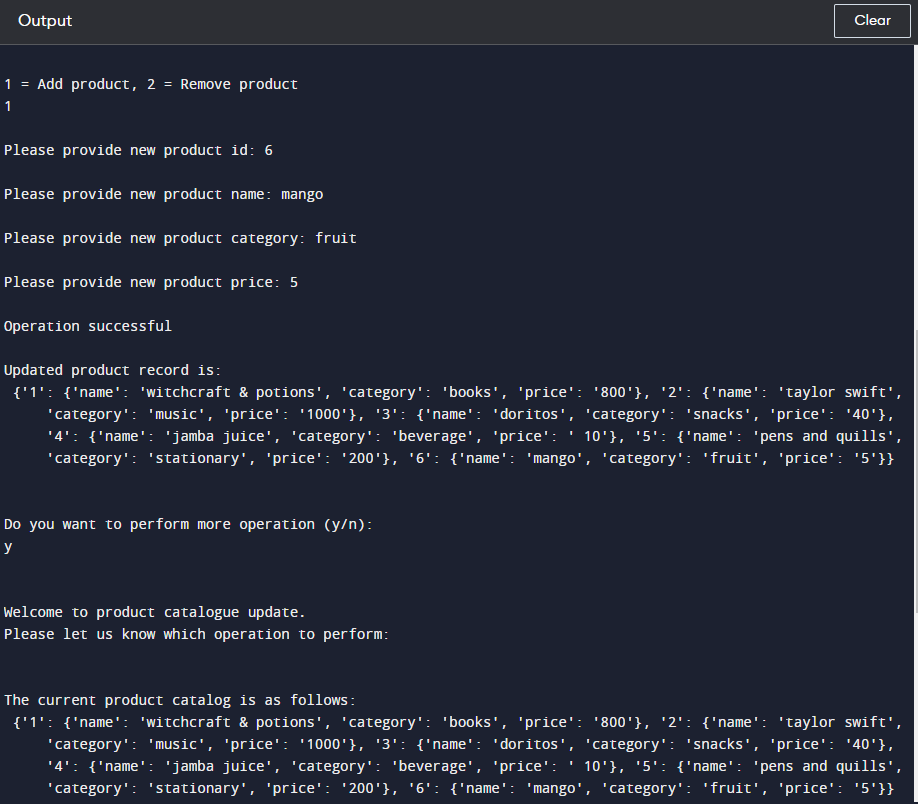 Output
Clear
1 = Add product, 2 = Remove product
1
Please provide new product id: 6
Please provide new product name: mango
Please provide new product category: fruit
Please provide new product price: 5
Operation successful
Updated product record is:
{'1': {'name': 'witchcraft & potions', 'category': 'books', 'price': '800'}, '2': {'name': 'taylor swift',
'category': 'music', 'price': '1000'}, '3': {'name': 'doritos', 'category': 'snacks', 'price': '40'},
'4': {'name': 'jamba juice', 'category': 'beverage', 'price': ' 10'}, '5': {'name': 'pens and quills',
'category': 'stationary', 'price': '200'}, '6': {'name': 'mango', 'category': 'fruit', 'price': '5'}}
Do you want to perform more operation (y/n):
y
Welcome to product catalogue update.
Please let us know which operation to perform:
The current product catalog is as follows:
{'1': {'name': 'witchcraft & potions', 'category': 'books', 'price': '800'}, '2': {'name': 'taylor swift',
'category': 'music', 'price': '1000'}, '3': {'name': 'doritos', 'category': 'snacks', 'price': '40'},
'4': {'name': 'jamba juice', 'category': 'beverage', 'price': ' 10'}, '5': {'name': 'pens and quills',
'category': 'stationary', 'price': '200'}, '6': {'name': 'mango', 'category': 'fruit', 'price': '5'}}